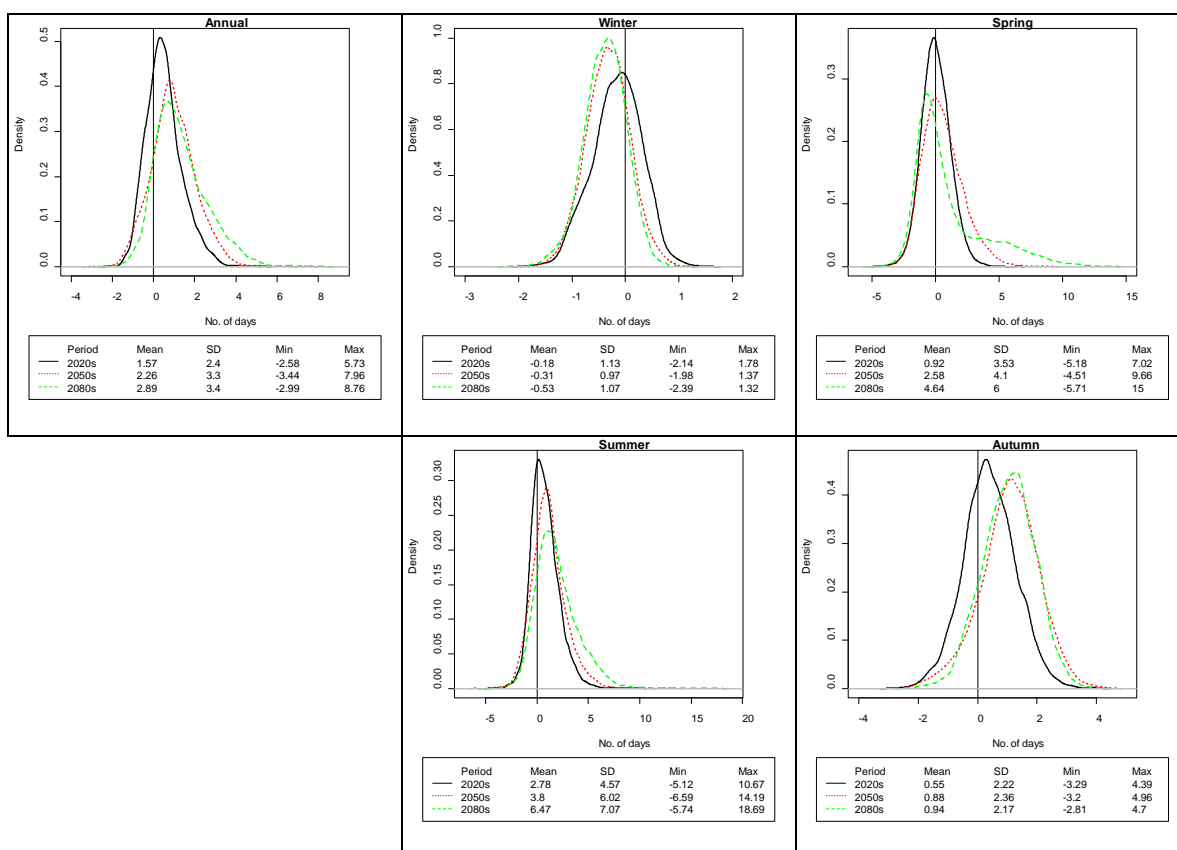 Annual
Density
0.0 0.1 0.2 0.3 0.4 0.5
-4 -2 0 2 4 6 8
No. of days
Period Mean SD Min Max
2020s 1.57 2.4 -2.58 5.73
2050s 2.26 3.3 -3.44 7.96
2080s 2.89 3.4 -2.99 8.76
Winter
Density
0.0 0.2 0.4 0.6 0.8 1.0
-3 -2 -1 0 1 2
No. of days
Period Mean SD Min Max
2020s -0.18 1.13 -2.14 1.78
2050s -0.31 0.97 -1.98 1.37
2080s -0.53 1.07 -2.39 1.32
Spring
Density
0.0 0.1 0.2 0.3
-5 0 5 10 15
No. of days
Period Mean SD Min Max
2020s 0.92 3.53 -5.18 7.02
2050s 2.58 4.1 -4.51 9.66
2080s 4.64 6 -5.71 15
Summer
Density
0.00 0.05 0.10 0.15 0.20 0.25 0.30
-5 0 5 10 15 20
No. of days
Period Mean SD Min Max
2020s 2.78 4.57 -5.12 10.67
2050s 3.8 6.02 -6.59 14.19
2080s 6.47 7.07 -5.74 18.69
Autumn
Density
0.0 0.1 0.2 0.3 0.4
-4 -2 0 2 4
No. of days
Period Mean SD Min Max
2020s 0.55 2.22 -3.29 4.39
2050s 0.88 2.36 -3.2 4.96
2080s 0.94 2.17 -2.81 4.7